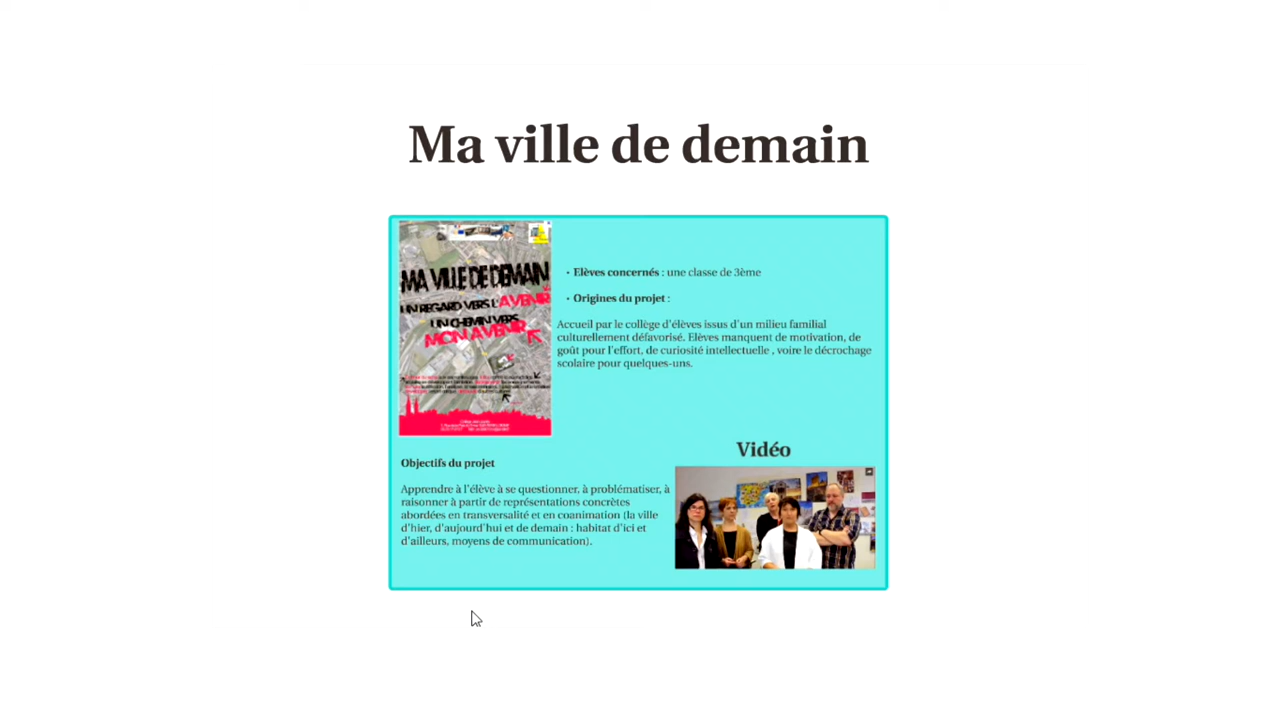 Ma ville de demain
MA VILLE DE DEMAIN
UN REGARD VERS L'AVENIR
UN CHEMIN VERS
MON AVENIR
• Elèves concernés : une classe de 3ème
• Origines du projet :
Accueil par le collège d'élèves issus d'un milieu familial
culturellement défavorisé. Elèves manquent de motivation, de
goût pour l'effort, de curiosité intellectuelle , voire le décrochage
scolaire pour quelques-uns.
Objectifs du projet
Apprendre à l'élève à se questionner, à problématiser, à
raisonner à partir de représentations concrètes
abordées en transversalité et en coanimation (la ville
d'hier, d'aujourd'hui et de demain : habitat d'ici et
d'ailleurs, moyens de communication).
Vidéo